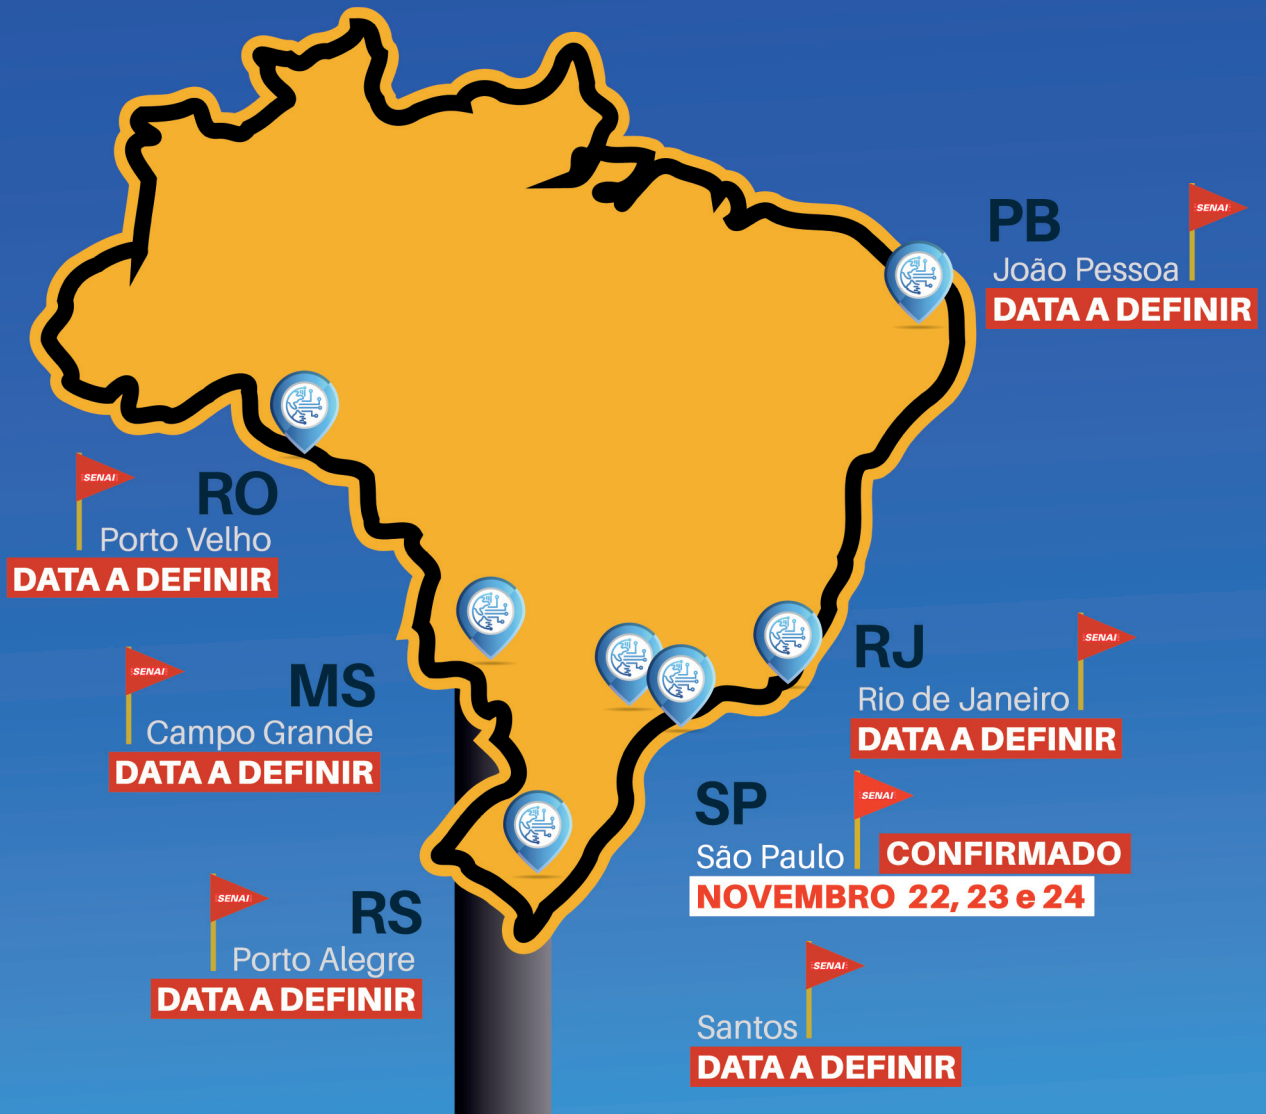 PB
SENAI
João Pessoa
DATA A DEFINIR
SENAI
RO
Porto Velho
DATA A DEFINIR
SENAI
MS
Campo Grande
DATA A DEFINIR
RJ
SENAI
Rio de Janeiro
DATA A DEFINIR
SP
SENAI
São Paulo
CONFIRMADO
NOVEMBRO 22, 23 e 24
SENAI
RS
Porto Alegre
DATA A DEFINIR
SENAI
Santos
DATA A DEFINIR